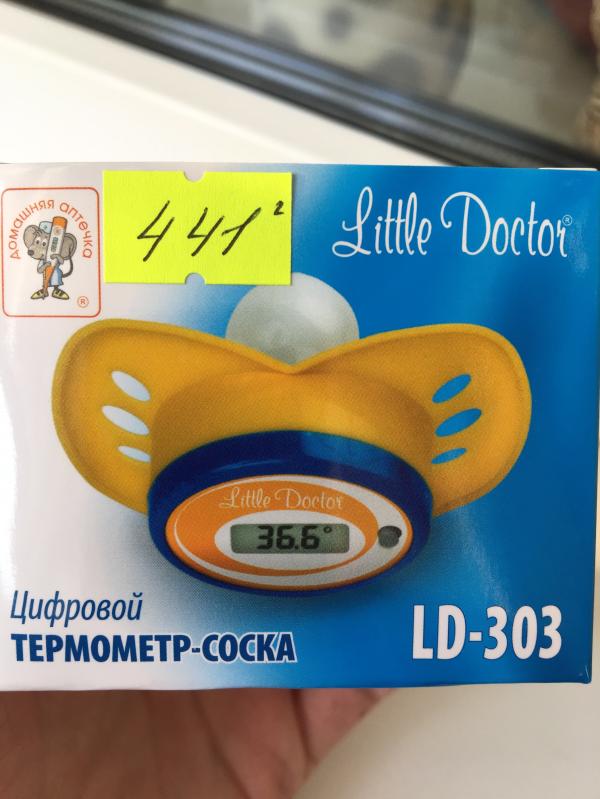 домашняя аптечка
®
441²
Little Doctor®
Little Doctor
36.6°
Цифровой
ТЕРМОМЕТР-СОСКА
LD-303